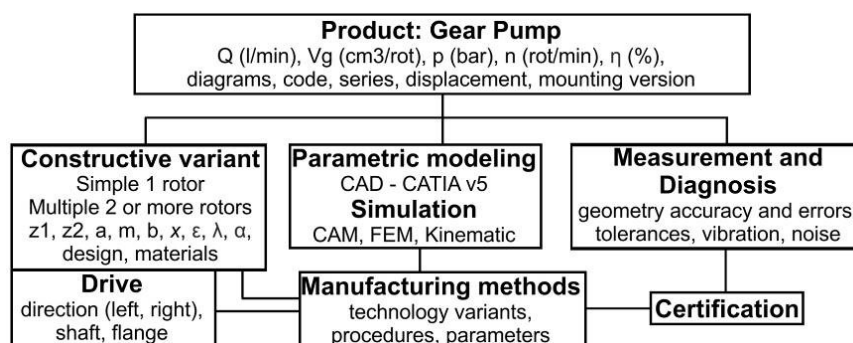 Product: Gear Pump
Q (l/min), Vg (cm3/rot), p (bar), n (rot/min), η (%),
diagrams, code, series, displacement, mounting version
Constructive variant
Simple 1 rotor
Multiple 2 or more rotors
z1, z2, a, m, b, x, ε, λ, α,
design, materials
Parametric modeling
CAD - CATIA v5
Simulation
CAM, FEM, Kinematic
Measurement and
Diagnosis
geometry accuracy and errors
tolerances, vibration, noise
Drive
direction (left, right),
shaft, flange
Manufacturing methods
technology variants,
procedures, parameters
Certification